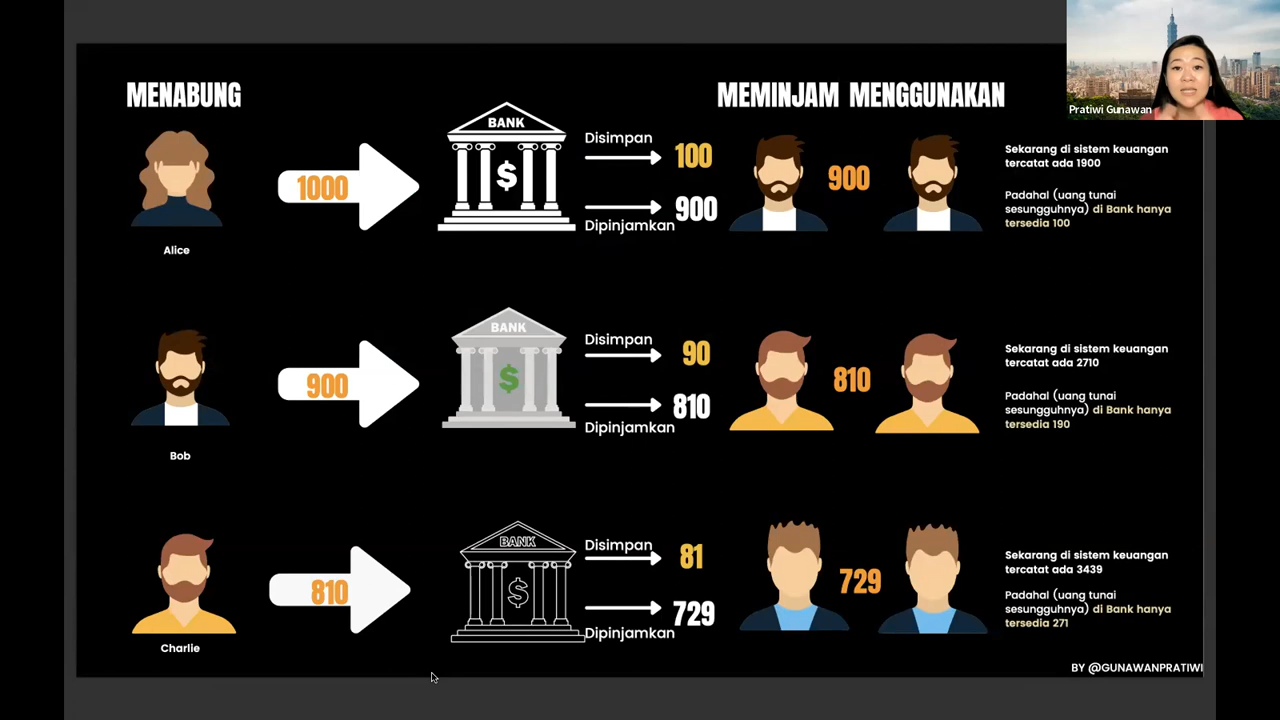 MENABUNG
MEMINJAM MENGGUNAKAN
Pratiwi Gunawan
BANK
$
1000
Alice
Disimpan
100
900
Dipinjamkan
900
Sekarang di sistem keuangan
tercatat ada 1900
Padahal (uang tunai
sesungguhnya) di Bank hanya
tersedia 100
BANK
$
900
Bob
Disimpan
90
810
Dipinjamkan
810
Sekarang di sistem keuangan
tercatat ada 2710
Padahal (uang tunai
sesungguhnya) di Bank hanya
tersedia 190
BANK
$
810
Charlie
Disimpan
81
729
Dipinjamkan
729
Sekarang di sistem keuangan
tercatat ada 3439
Padahal (uang tunai
sesungguhnya) di Bank hanya
tersedia 271
BY @GUNAWANPRATIWI